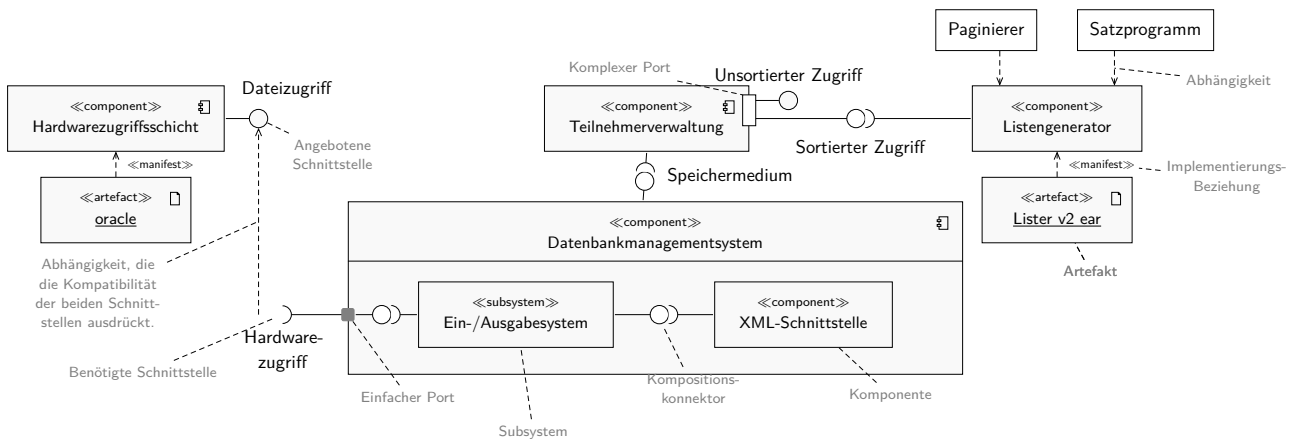 Paginierer
Satzprogramm
Komplexer Port
Unsortierter Zugriff
Abhängigkeit
Dateizugriff
≪component≫
Hardwarezugriffsschicht
≪component≫
Teilnehmerverwaltung
≪component≫
Listengenerator
Angebotene
Schnittstelle
Sortierter Zugriff
≪manifest≫
≪manifest≫
Implementierungs-
Beziehung
Speichermedium
≪artefact≫
oracle
≪artefact≫
Lister v2 ear
≪component≫
Datenbankmanagementsystem
Abhängigkeit, die
die Kompatibilität
der beiden Schnitt-
stellen ausdrückt.
Artefakt
≪subsystem≫
Ein-/Ausgabesystem
≪component≫
XML-Schnittstelle
Hardware-
zugriff
Benötigte Schnittstelle
Einfacher Port
Kompositions-
konnektor
Komponente
Subsystem